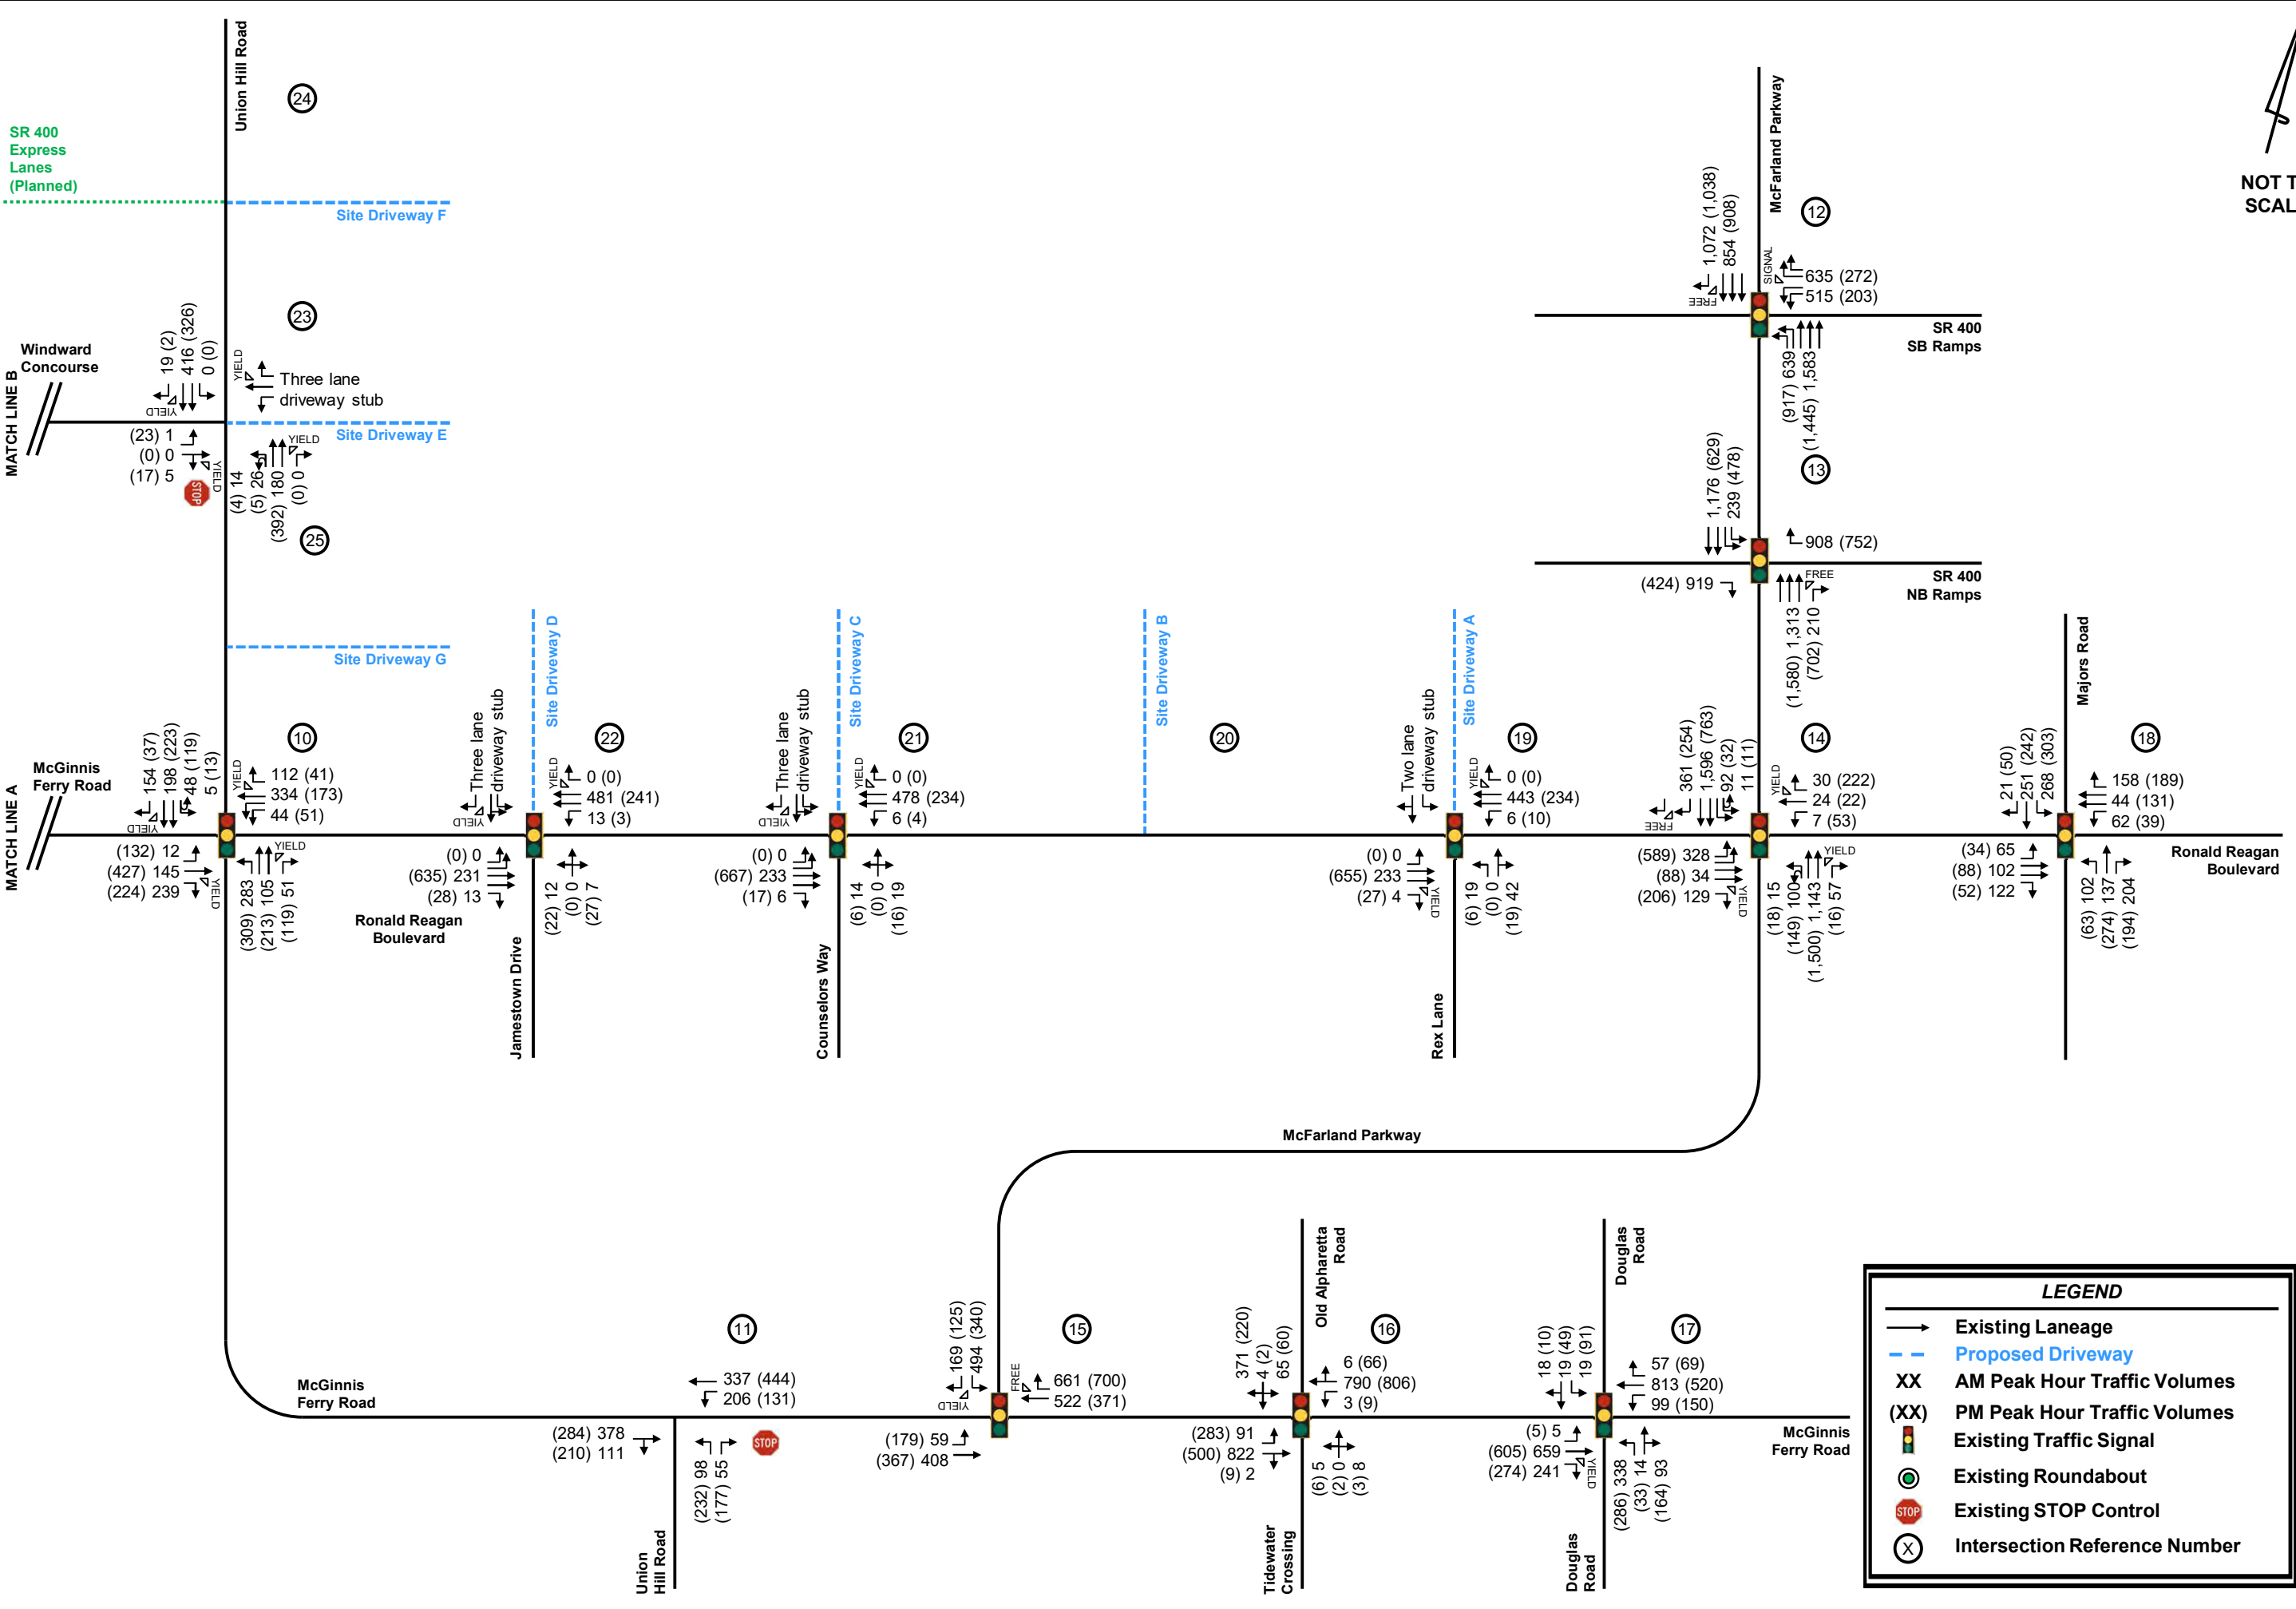 Union Hill Road
24
SR 400
Express
Lanes
(Planned)
Site Driveway F
McFarland Parkway
12
1,072 (1,038)
854 (908)
FREE
SIGNAL
635 (272)
515 (203)
SR 400
SB Ramps
(917) 639
(1,445) 1,583
NOT T
SCAL
MATCH LINE B
Windward
Concourse
23
19 (2)
416 (326)
0 (0)
YIELD
YIELD
Three lane
driveway stub
Site Driveway E
(23) 1
(0) 0
(17) 5
YIELD
STOP
(4) 14
(5) 26
(392) 180
(0) 0
YIELD
25
13
1,176 (629)
239 (478)
908 (752)
(424) 919
FREE
SR 400
NB Ramps
(1,580) 1,313
(702) 210
Site Driveway G
MATCH LINE A
McGinnis
Ferry Road
10
154 (37)
198 (223)
48 (119)
5 (13)
YIELD
YIELD
112 (41)
334 (173)
44 (51)
(132) 12
(427) 145
(224) 239
YIELD
YIELD
(309) 283
(213) 105
(119) 51
Three lane
driveway stub
Site Driveway D
22
YIELD
YIELD
0 (0)
481 (241)
13 (3)
(0) 0
(635) 231
(28) 13
(22) 12
(0) 0
(27) 7
Ronald Reagan
Boulevard
Jamestown Drive
Three lane
driveway stub
Site Driveway C
21
YIELD
YIELD
0 (0)
478 (234)
6 (4)
(0) 0
(667) 233
(17) 6
(6) 14
(0) 0
(16) 19
Counselors Way
Site Driveway B
20
Two lane
driveway stub
Site Driveway A
19
YIELD
0 (0)
443 (234)
6 (10)
(0) 0
(655) 233
(27) 4
YIELD
(6) 19
(0) 0
(19) 42
Rex Lane
14
361 (254)
1,596 (763)
92 (32)
11 (11)
FREE
YIELD
30 (222)
24 (22)
7 (53)
(589) 328
(88) 34
(206) 129
YIELD
YIELD
(18) 15
(149) 100
(1,500) 1,143
(16) 57
Majors Road
18
21 (50)
251 (242)
268 (303)
158 (189)
44 (131)
62 (39)
Ronald Reagan
Boulevard
(34) 65
(88) 102
(52) 122
(63) 102
(274) 137
(194) 204
McFarland Parkway
McGinnis
Ferry Road
11
337 (444)
206 (131)
(284) 378
(210) 111
(232) 98
(177) 55
STOP
Union
Hill Road
15
169 (125)
494 (340)
YIELD
FREE
661 (700)
522 (371)
(179) 59
(367) 408
Old Alpharetta
Road
16
371 (220)
4 (2)
65 (60)
6 (66)
790 (806)
3 (9)
(283) 91
(500) 822
(9) 2
(6) 5
(2) 0
(3) 8
Tidewater
Crossing
Douglas
Road
17
18 (10)
19 (49)
19 (91)
57 (69)
813 (520)
99 (150)
(5) 5
(605) 659
(274) 241
YIELD
(286) 338
(33) 14
(164) 93
Douglas
Road
McGinnis
Ferry Road
LEGEND
Existing Laneage
Proposed Driveway
XX AM Peak Hour Traffic Volumes
(XX) PM Peak Hour Traffic Volumes
Existing Traffic Signal
Existing Roundabout
STOP Existing STOP Control
X Intersection Reference Number